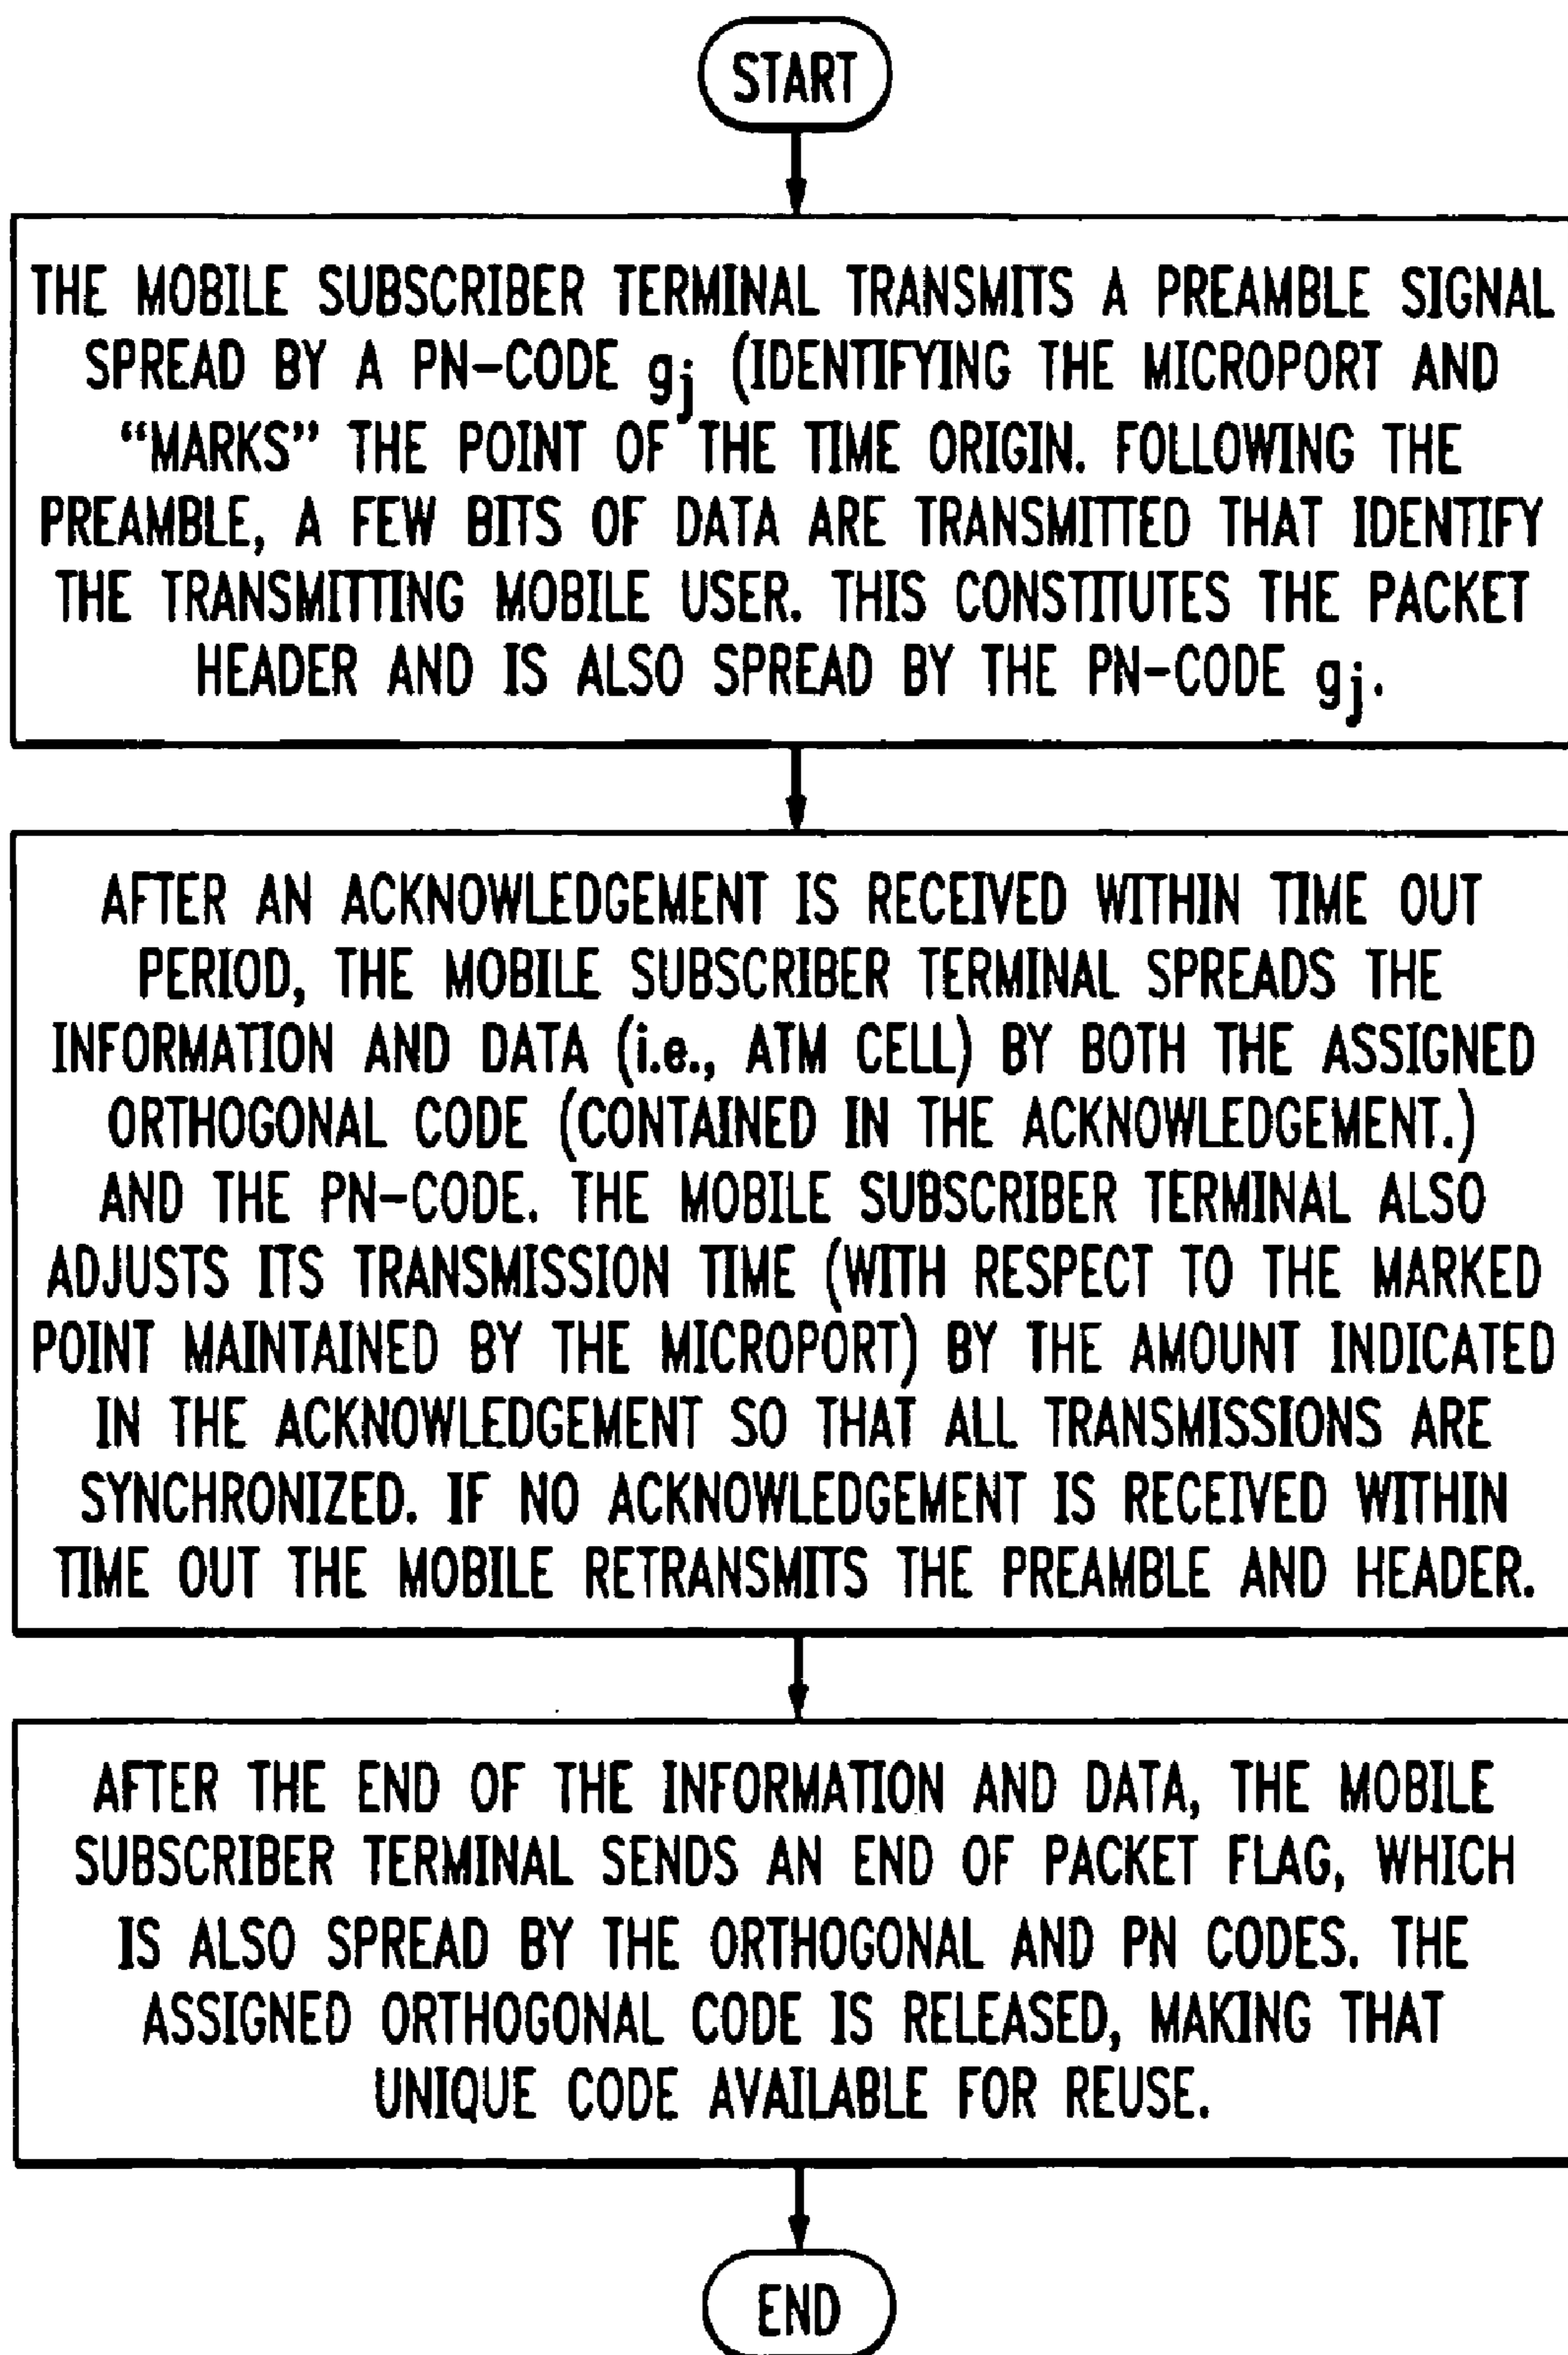 START
THE MOBILE SUBSCRIBER TERMINAL TRANSMITS A PREAMBLE SIGNAL
SPREAD BY A PN-CODE gj (IDENTIFYING THE MICROPORT AND
“MARKS” THE POINT OF THE TIME ORIGIN. FOLLOWING THE
PREAMBLE, A FEW BITS OF DATA ARE TRANSMITTED THAT IDENTIFY
THE TRANSMITTING MOBILE USER. THIS CONSTITUTES THE PACKET
HEADER AND IS ALSO SPREAD BY THE PN-CODE gj.
AFTER AN ACKNOWLEDGEMENT IS RECEIVED WITHIN TIME OUT
PERIOD, THE MOBILE SUBSCRIBER TERMINAL SPREADS THE
INFORMATION AND DATA (i.e., ATM CELL) BY BOTH THE ASSIGNED
ORTHOGONAL CODE (CONTAINED IN THE ACKNOWLEDGEMENT.)
AND THE PN-CODE. THE MOBILE SUBSCRIBER TERMINAL ALSO
ADJUSTS ITS TRANSMISSION TIME (WITH RESPECT TO THE MARKED
POINT MAINTAINED BY THE MICROPORT) BY THE AMOUNT INDICATED
IN THE ACKNOWLEDGEMENT SO THAT ALL TRANSMISSIONS ARE
SYNCHRONIZED. IF NO ACKNOWLEDGEMENT IS RECEIVED WITHIN
TIME OUT THE MOBILE RETRANSMITS THE PREAMBLE AND HEADER.
AFTER THE END OF THE INFORMATION AND DATA, THE MOBILE
SUBSCRIBER TERMINAL SENDS AN END OF PACKET FLAG, WHICH
IS ALSO SPREAD BY THE ORTHOGONAL AND PN CODES. THE
ASSIGNED ORTHOGONAL CODE IS RELEASED, MAKING THAT
UNIQUE CODE AVAILABLE FOR REUSE.
END